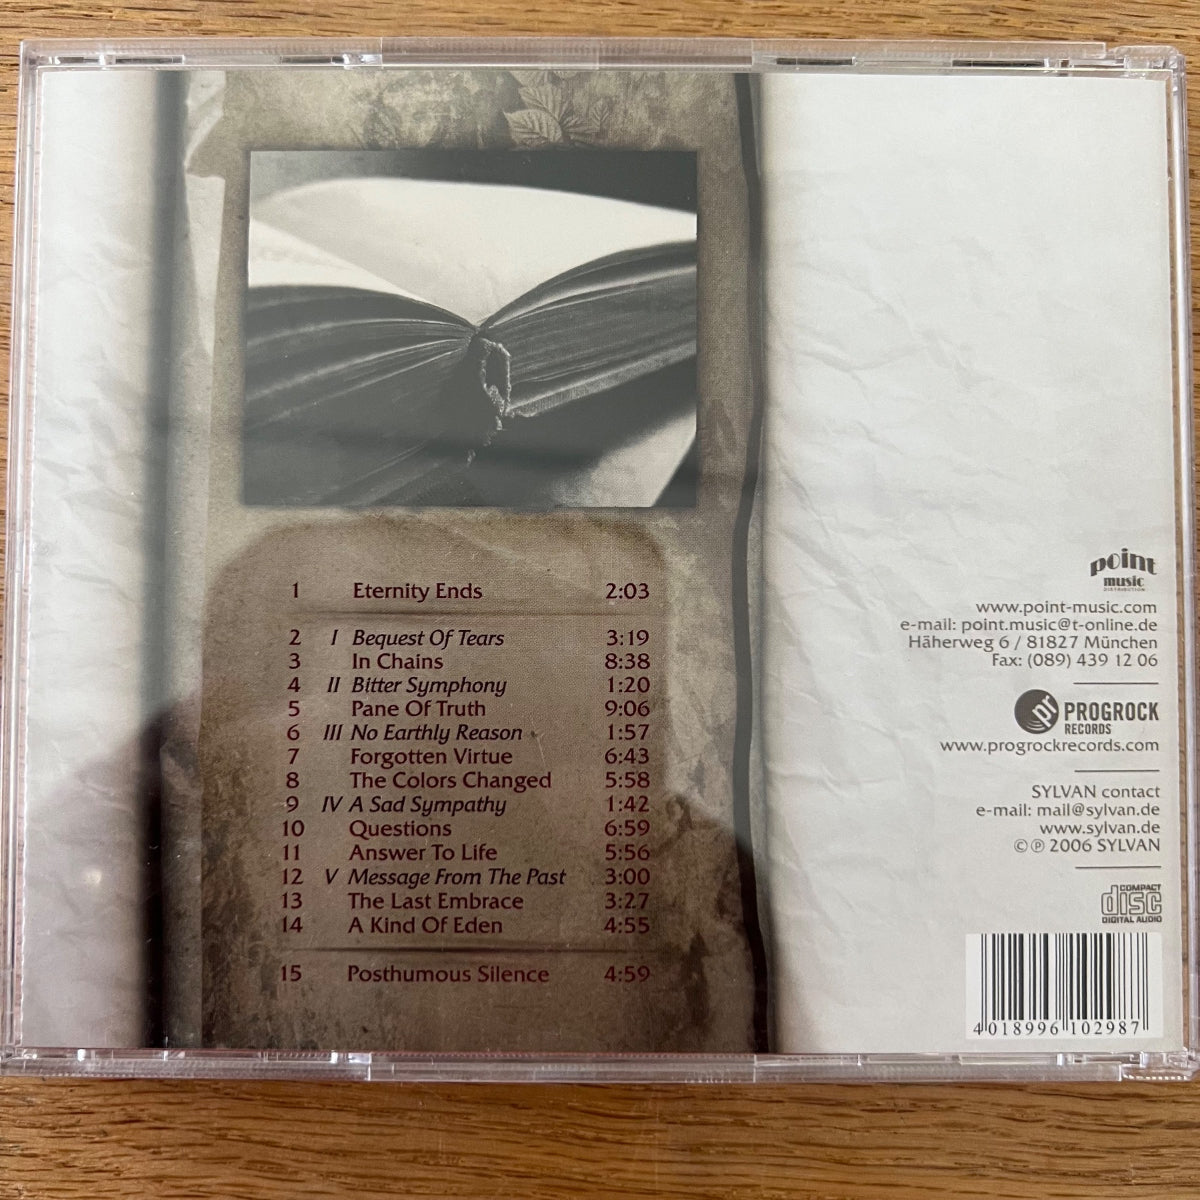 1 Eternity Ends 2:03
2 I Bequest Of Tears 3:19
3 In Chains 8:38
4 II Bitter Symphony 1:20
5 Pane Of Truth 9:06
6 III No Earthly Reason 1:57
7 Forgotten Virtue 6:43
8 The Colors Changed 5:58
9 IV A Sad Sympathy 1:42
10 Questions 6:59
11 Answer To Life 5:56
12 V Message From The Past 3:00
13 The Last Embrace 3:27
14 A Kind Of Eden 4:55
15 Posthumous Silence 4:59
point
music
DISTRIBUTION
www.point-music.com
e-mail: point.music@t-online.de
Häherweg 6 / 81827 München
Fax: (089) 439 12 06
pr PROGROCK
RECORDS
www.progrockrecords.com
SYLVAN contact
e-mail: mail@sylvan.de
www.sylvan.de
©℗ 2006 SYLVAN
COMPACT
disc
DIGITAL AUDIO
4 018996 102987